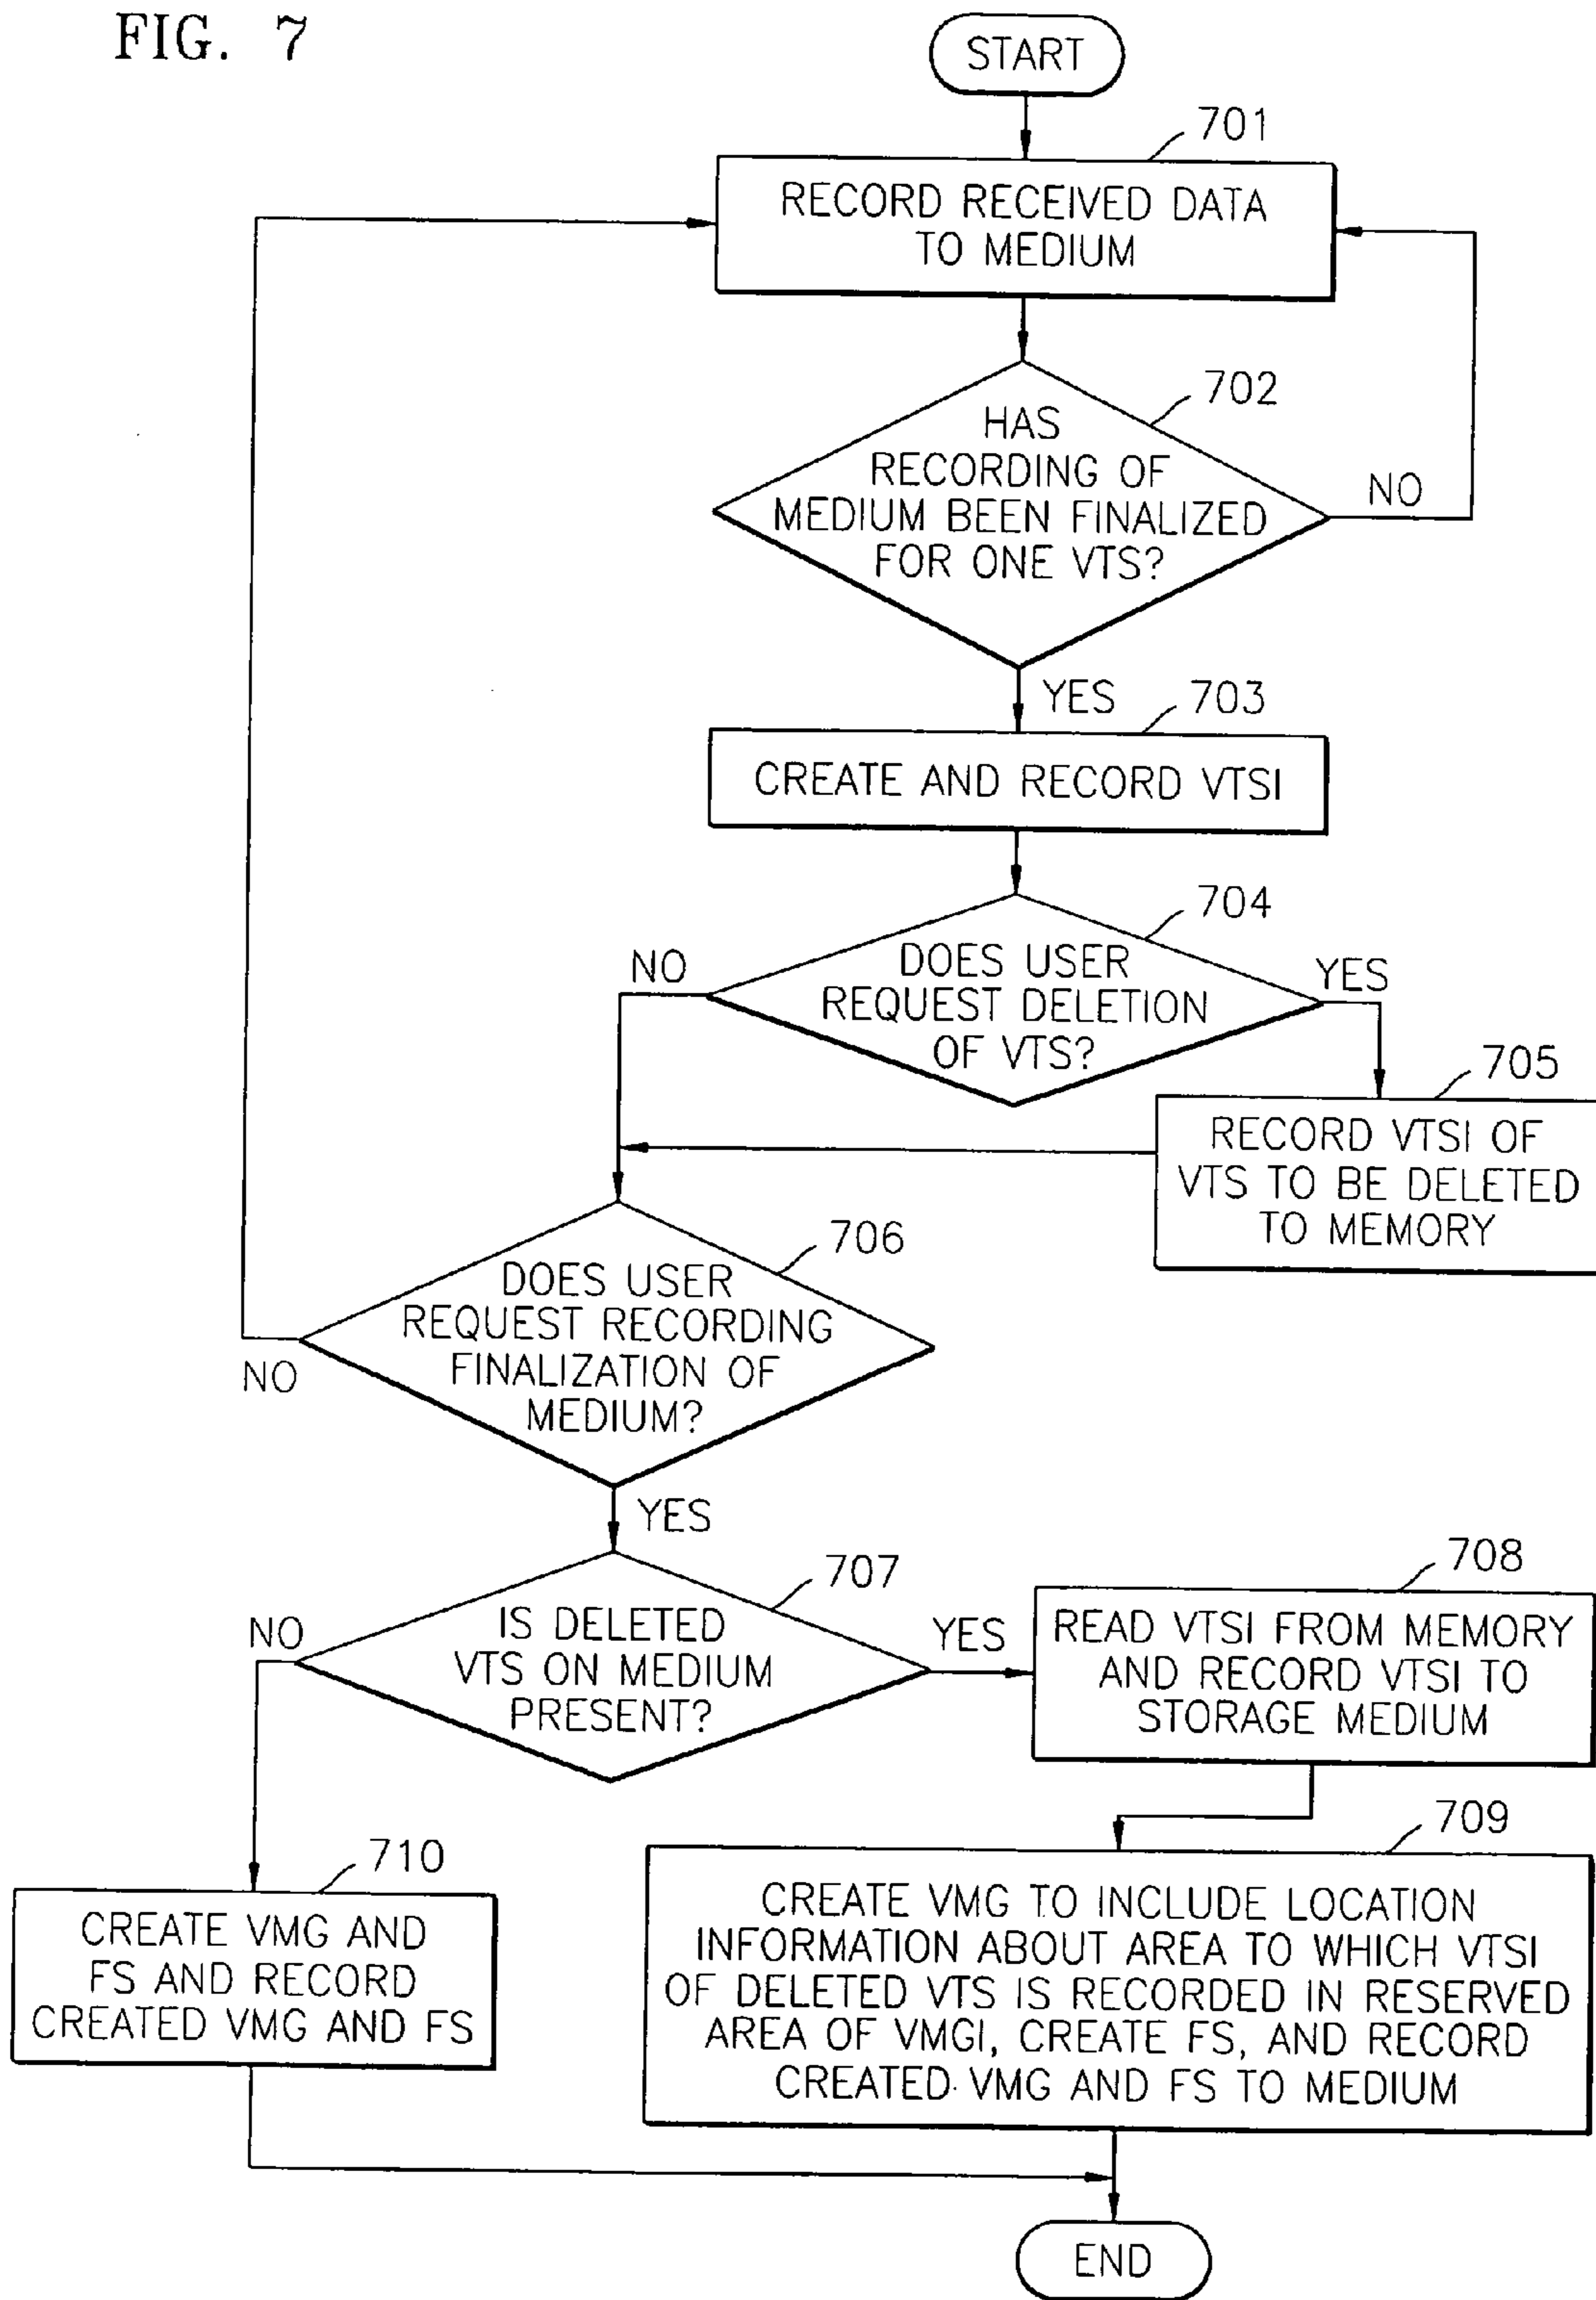 FIG. 7
START
701
RECORD RECEIVED DATA
TO MEDIUM
702
HAS
RECORDING OF
MEDIUM BEEN FINALIZED
FOR ONE VTS?
NO
YES
703
CREATE AND RECORD VTSI
704
DOES USER
REQUEST DELETION
OF VTS?
NO
YES
705
RECORD VTSI OF
VTS TO BE DELETED
TO MEMORY
706
DOES USER
REQUEST RECORDING
FINALIZATION OF
MEDIUM?
NO
YES
707
IS DELETED
VTS ON MEDIUM
PRESENT?
NO
YES
708
READ VTSI FROM MEMORY
AND RECORD VTSI TO
STORAGE MEDIUM
709
CREATE VMG TO INCLUDE LOCATION
INFORMATION ABOUT AREA TO WHICH VTSI
OF DELETED VTS IS RECORDED IN RESERVED
AREA OF VMGI, CREATE FS, AND RECORD
CREATED VMG AND FS TO MEDIUM
710
CREATE VMG AND
FS AND RECORD
CREATED VMG AND FS
END